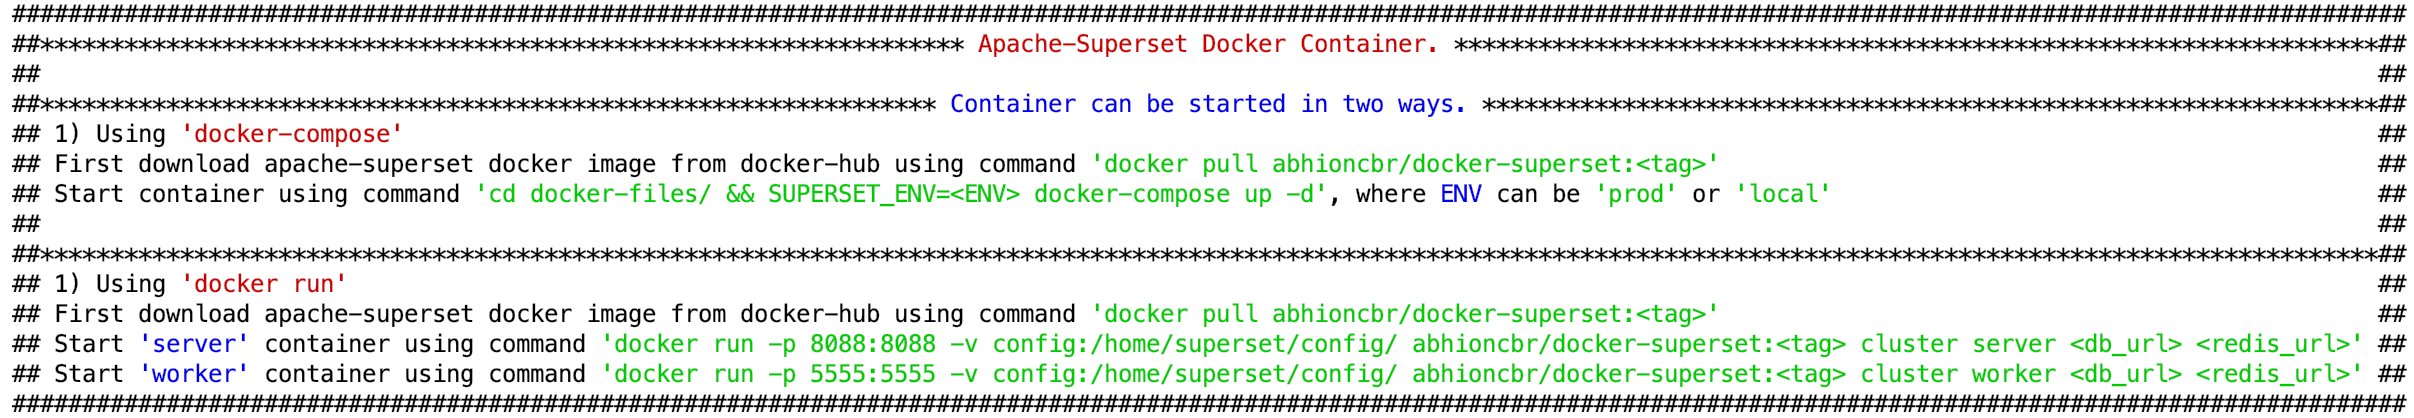 ###########################################################################################################################################################################
##****************************************************************** Apache-Superset Docker Container. ******************************************************************##
## ##
##**************************************************************** Container can be started in two ways. ****************************************************************##
## 1) Using 'docker-compose' ##
## First download apache-superset docker image from docker-hub using command 'docker pull abhioncbr/docker-superset:<tag>' ##
## Start container using command 'cd docker-files/ && SUPERSET_ENV=<ENV> docker-compose up -d', where ENV can be 'prod' or 'local' ##
## ##
##***********************************************************************************************************************************************************************##
## 1) Using 'docker run' ##
## First download apache-superset docker image from docker-hub using command 'docker pull abhioncbr/docker-superset:<tag>' ##
## Start 'server' container using command 'docker run -p 8088:8088 -v config:/home/superset/config/ abhioncbr/docker-superset:<tag> cluster server <db_url> <redis_url>' ##
## Start 'worker' container using command 'docker run -p 5555:5555 -v config:/home/superset/config/ abhioncbr/docker-superset:<tag> cluster worker <db_url> <redis_url>' ##
###########################################################################################################################################################################